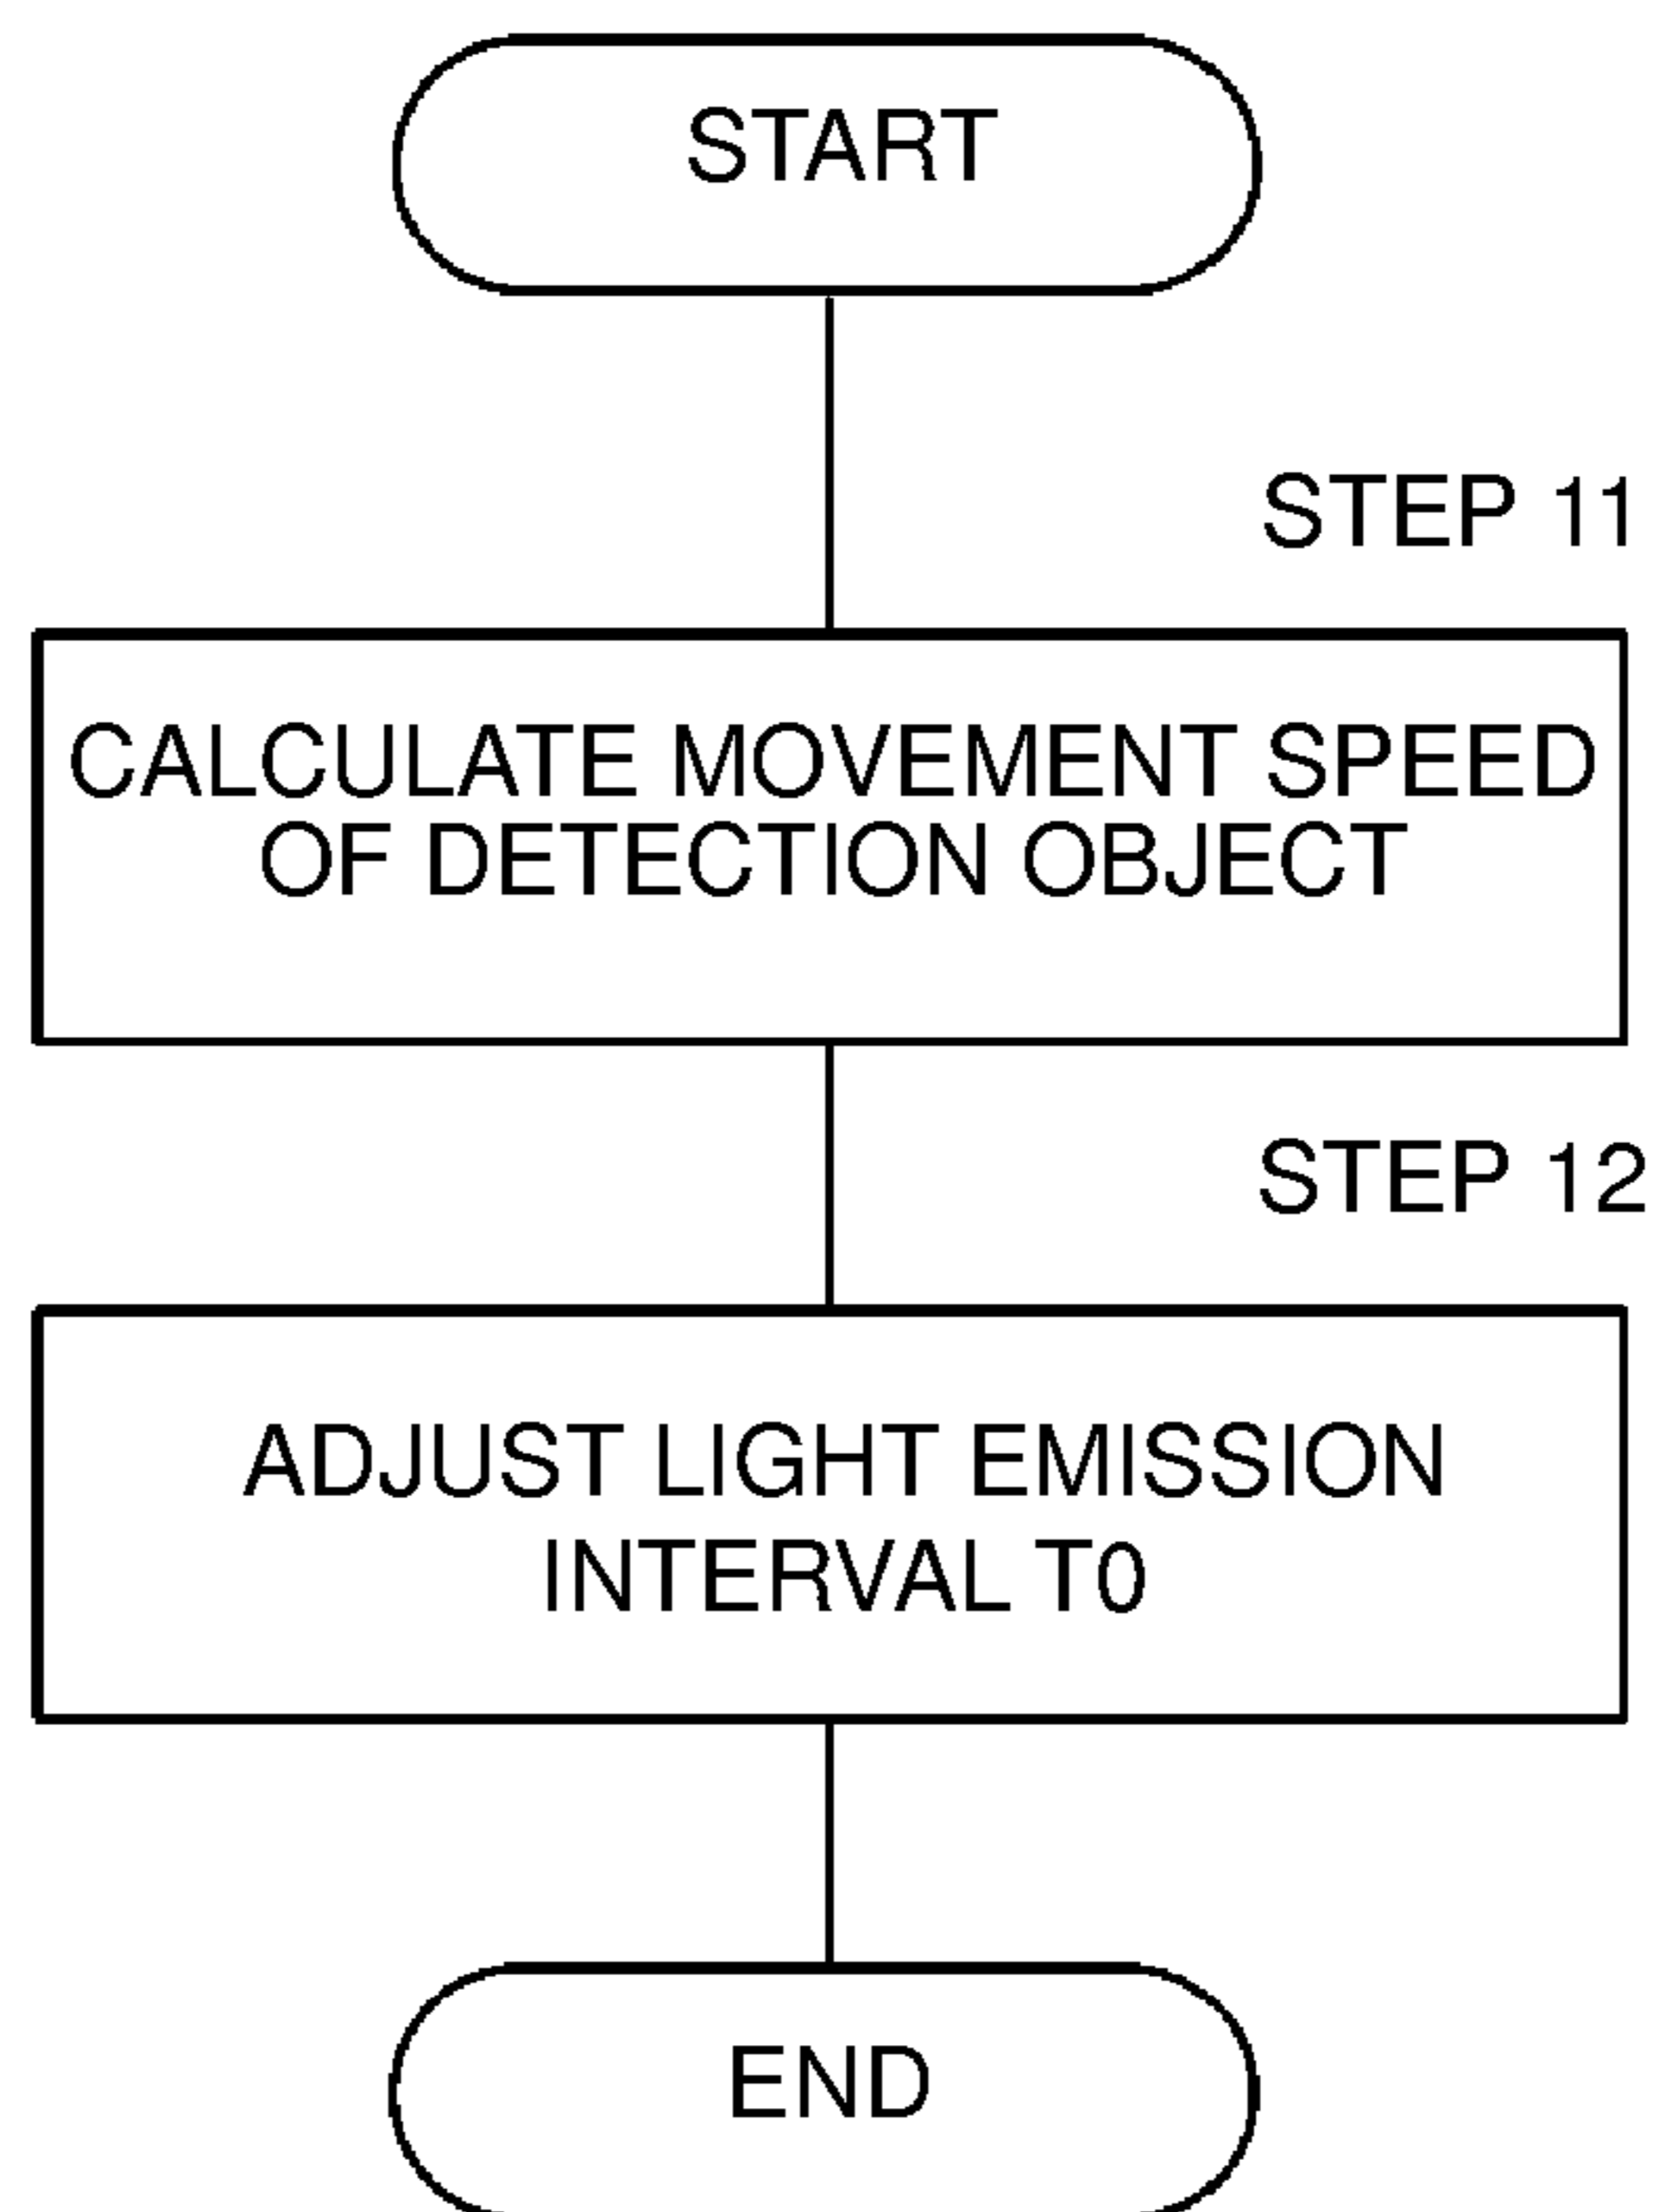 START
STEP 11
CALCULATE MOVEMENT SPEED
OF DETECTION OBJECT
STEP 12
ADJUST LIGHT EMISSION
INTERVAL T0
END